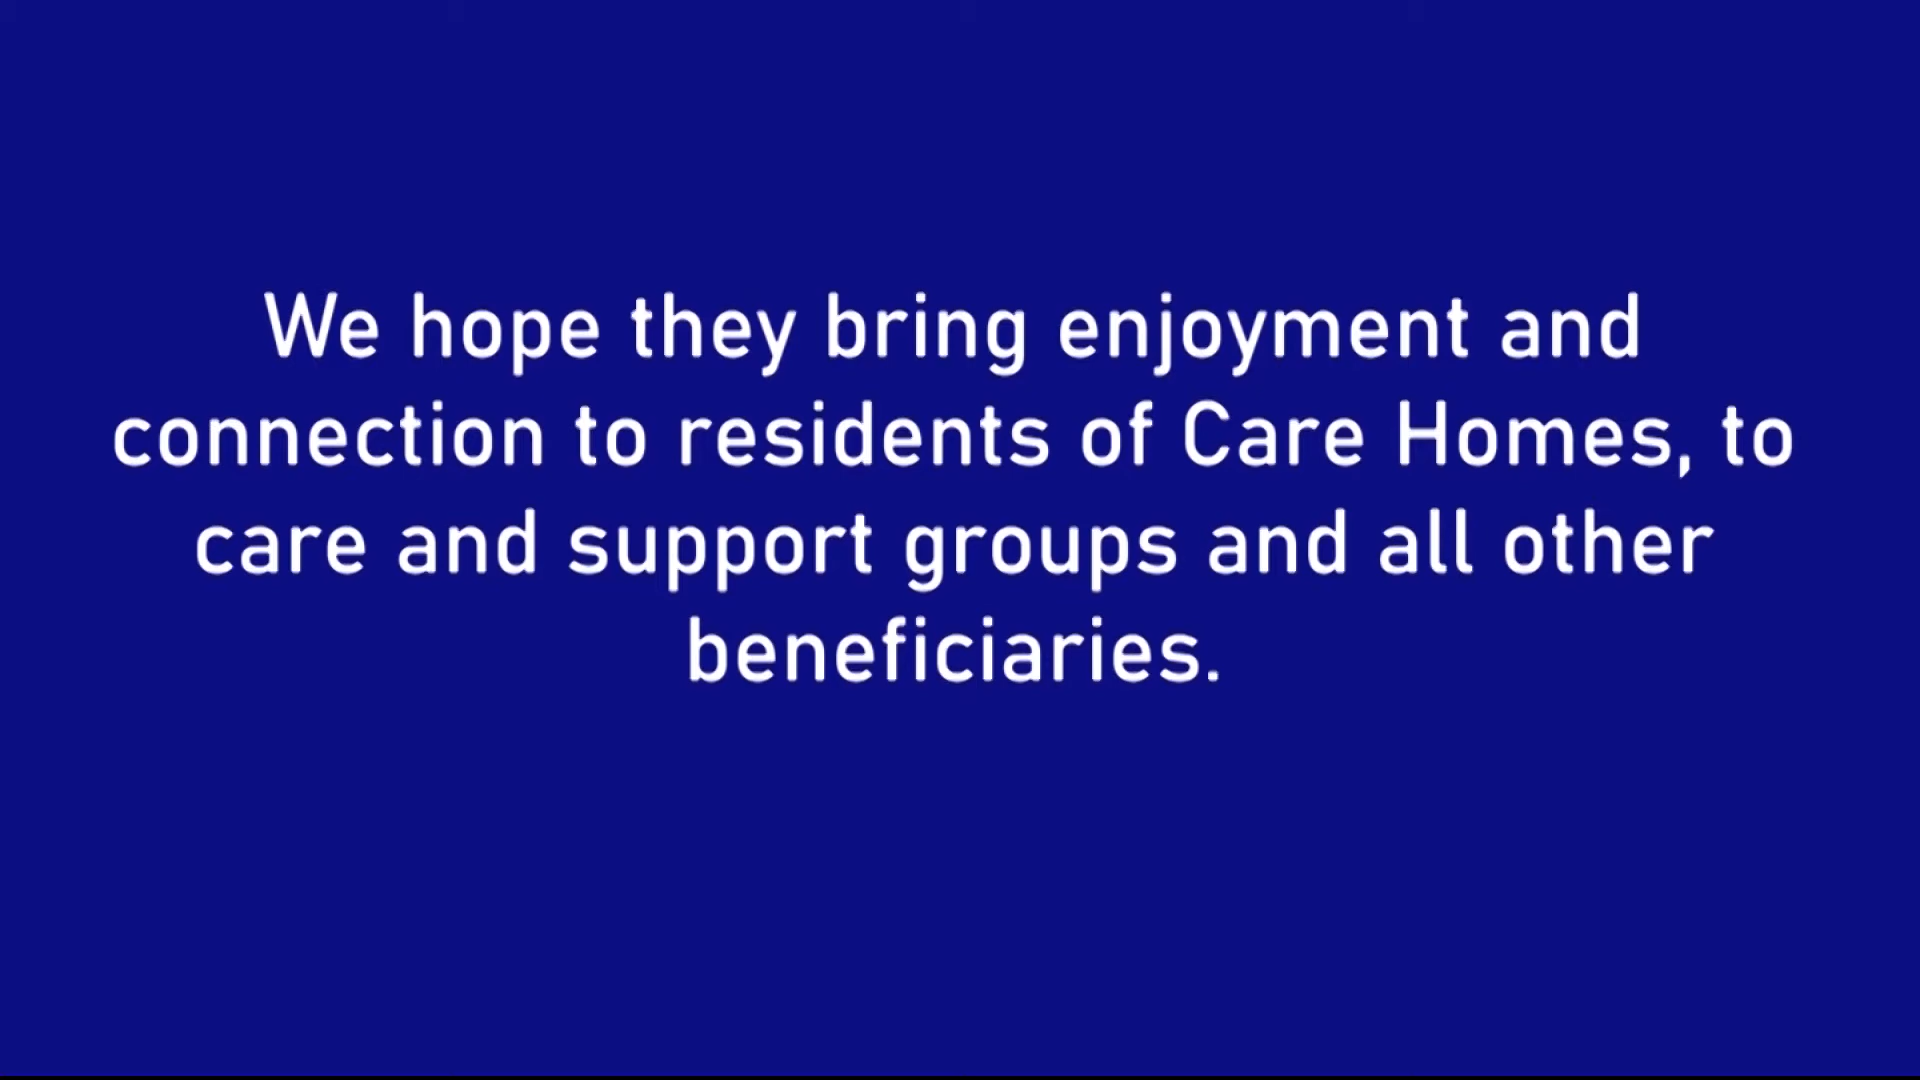 We hope they bring enjoyment and
connection to residents of Care Homes, to
care and support groups and all other
beneficiaries.